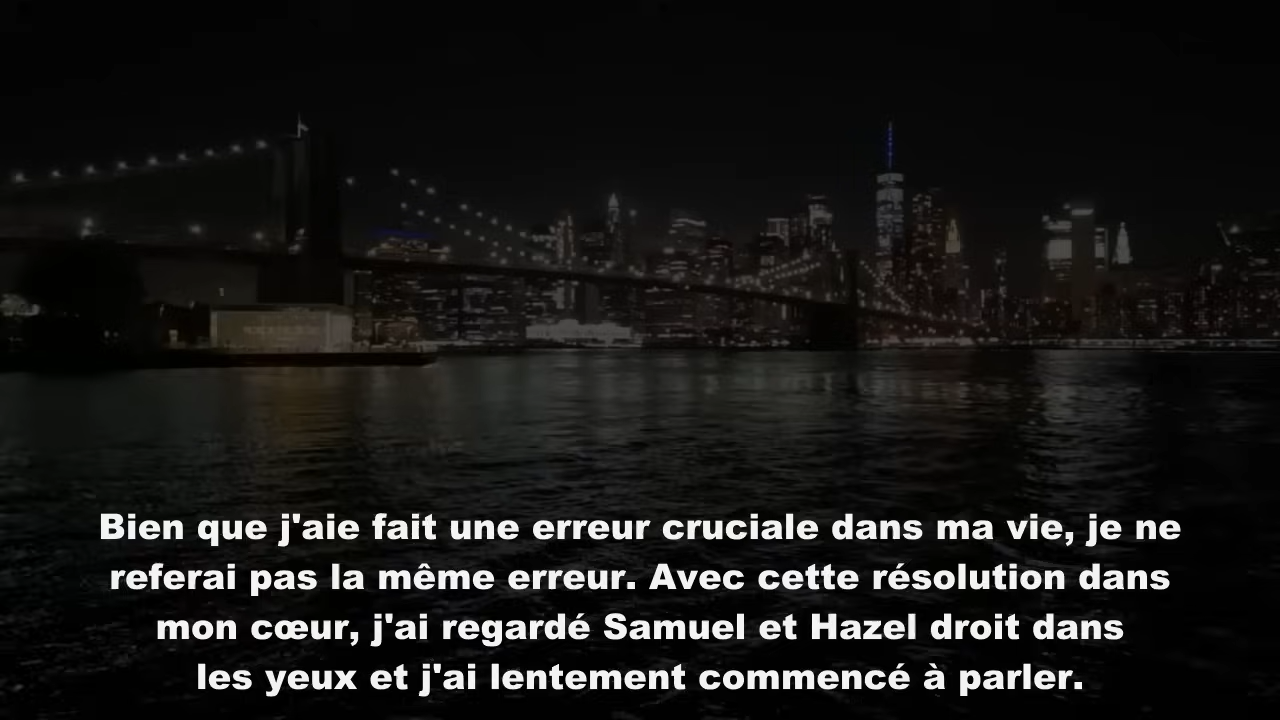 Bien que j'aie fait une erreur cruciale dans ma vie, je ne
referai pas la même erreur. Avec cette résolution dans
mon cœur, j'ai regardé Samuel et Hazel droit dans
les yeux et j'ai lentement commencé à parler.